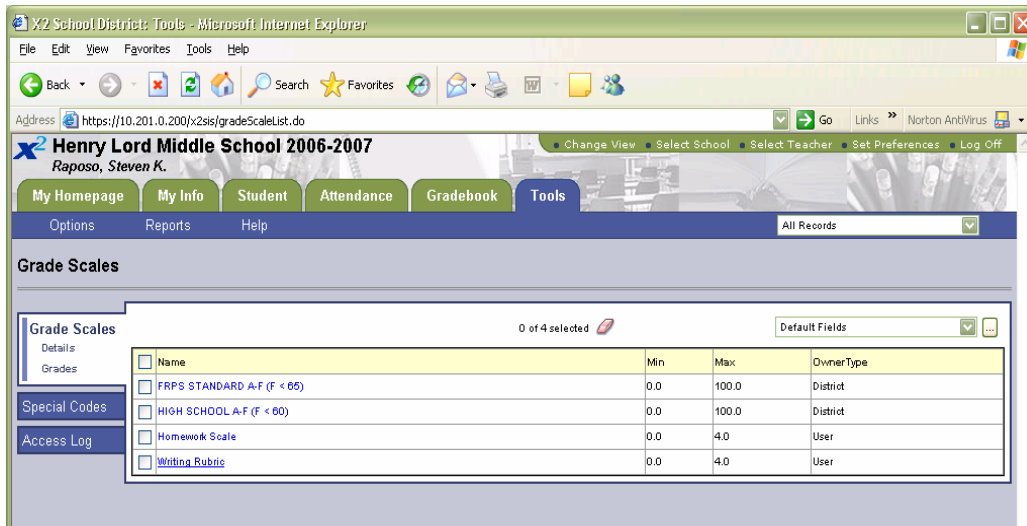 X2 School District: Tools - Microsoft Internet Explorer
File Edit View Favorites Tools Help
Back Search Favorites
Address https://10.201.0.200/x2sis/gradeScaleList.do Go Links » Norton AntiVirus
x2 Henry Lord Middle School 2006-2007 Change View Select School Select Teacher Set Preferences Log Off
Raposo, Steven K.
My Homepage My Info Student Attendance Gradebook Tools
Options Reports Help All Records
Grade Scales
Grade Scales 0 of 4 selected Default Fields ...
Details
Grades
Special Codes
Access Log
Name Min Max OwnerType
FRPS STANDARD A-F (F < 65) 0.0 100.0 District
HIGH SCHOOL A-F (F < 60) 0.0 100.0 District
Homework Scale 0.0 4.0 User
Writing Rubric 0.0 4.0 User